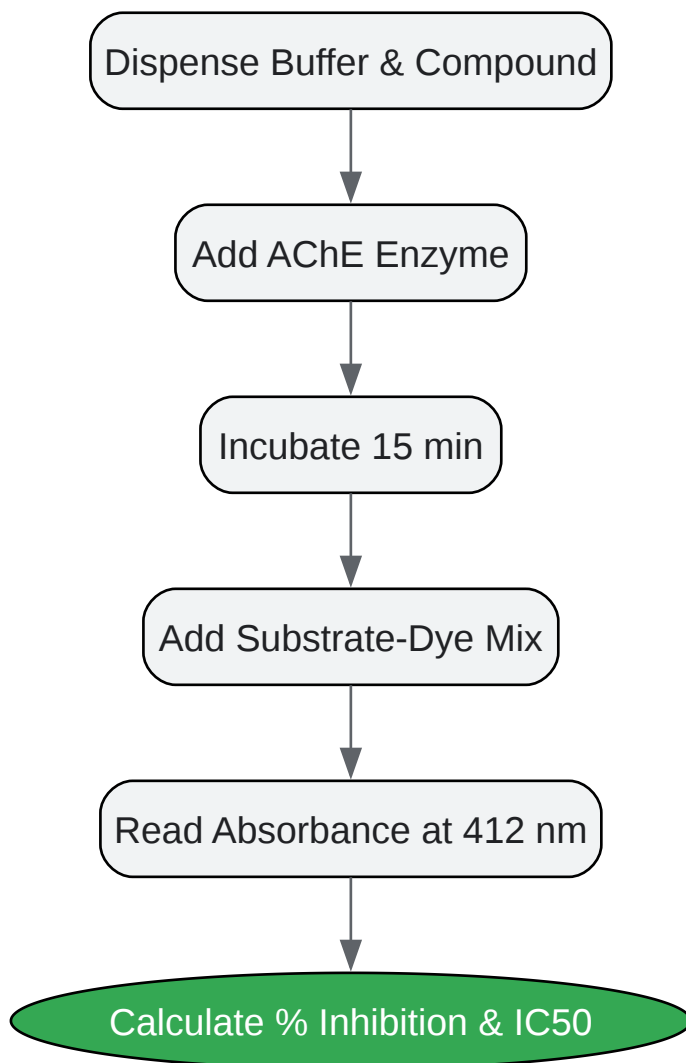 Dispense Buffer & Compound
Add AChE Enzyme
Incubate 15 min
Add Substrate-Dye Mix
Read Absorbance at 412 nm
Calculate % Inhibition & IC50